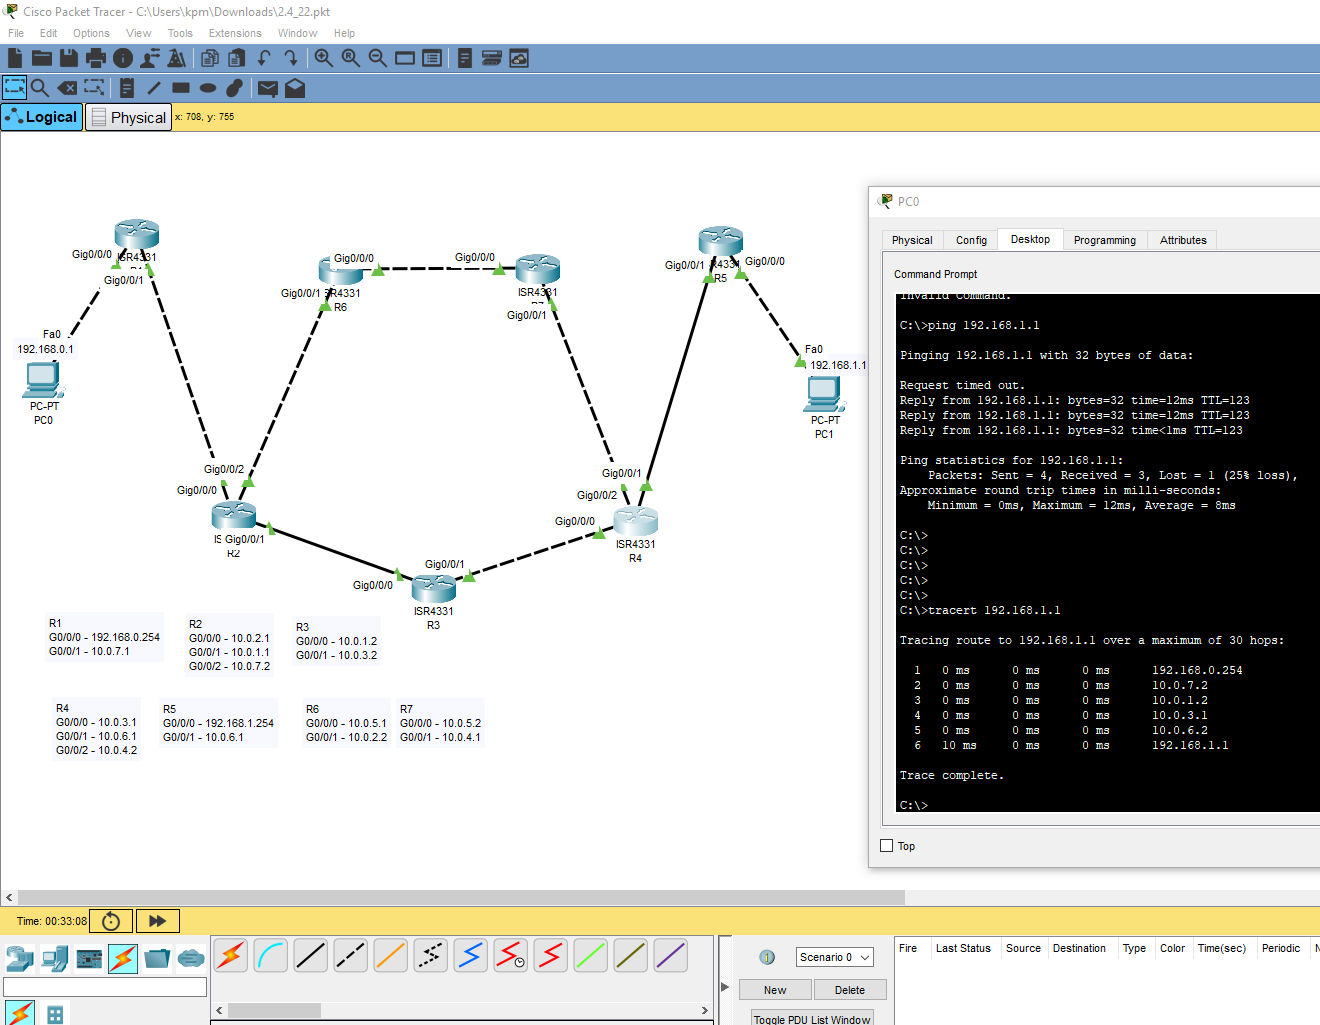 Cisco Packet Tracer - C:\Users\kpm\Downloads\2.4_22.pkt
File Edit Options View Tools Extensions Window Help
Logical Physical x: 708, y: 755
Gig0/0/0
ISR4331
Gig0/0/1
Fa0
192.168.0.1
PC-PT
PC0
Gig0/0/0
Gig0/0/1
ISR4331
R6
Gig0/0/0
ISR4331
Gig0/0/1
Gig0/0/1
R4331
R5
Gig0/0/0
Fa0
192.168.1.1
PC-PT
PC1
Gig0/0/2
Gig0/0/0
Gig0/0/1
R2
Gig0/0/1
Gig0/0/0
ISR4331
R3
Gig0/0/1
Gig0/0/2
Gig0/0/0
ISR4331
R4
R1
G0/0/0 - 192.168.0.254
G0/0/1 - 10.0.7.1
R2
G0/0/0 - 10.0.2.1
G0/0/1 - 10.0.1.1
G0/0/2 - 10.0.7.2
R3
G0/0/0 - 10.0.1.2
G0/0/1 - 10.0.3.2
R4
G0/0/0 - 10.0.3.1
G0/0/1 - 10.0.6.1
G0/0/2 - 10.0.4.2
R5
G0/0/0 - 192.168.1.254
G0/0/1 - 10.0.6.1
R6
G0/0/0 - 10.0.5.1
G0/0/1 - 10.0.2.2
R7
G0/0/0 - 10.0.5.2
G0/0/1 - 10.0.4.1
PC0
Physical Config Desktop Programming Attributes
Command Prompt
Invalid Command.
C:\>ping 192.168.1.1
Pinging 192.168.1.1 with 32 bytes of data:
Request timed out.
Reply from 192.168.1.1: bytes=32 time=12ms TTL=123
Reply from 192.168.1.1: bytes=32 time=12ms TTL=123
Reply from 192.168.1.1: bytes=32 time<1ms TTL=123
Ping statistics for 192.168.1.1:
Packets: Sent = 4, Received = 3, Lost = 1 (25% loss),
Approximate round trip times in milli-seconds:
Minimum = 0ms, Maximum = 12ms, Average = 8ms
C:\>
C:\>
C:\>
C:\>
C:\>
C:\>tracert 192.168.1.1
Tracing route to 192.168.1.1 over a maximum of 30 hops:
1 0 ms 0 ms 0 ms 192.168.0.254
2 0 ms 0 ms 0 ms 10.0.7.2
3 0 ms 0 ms 0 ms 10.0.1.2
4 0 ms 0 ms 0 ms 10.0.3.1
5 0 ms 0 ms 0 ms 10.0.6.2
6 10 ms 0 ms 0 ms 192.168.1.1
Trace complete.
C:\>
Top
Time: 00:33:08
Scenario 0
New Delete
Toggle PDU List Window
Fire Last Status Source Destination Type Color Time(sec) Periodic